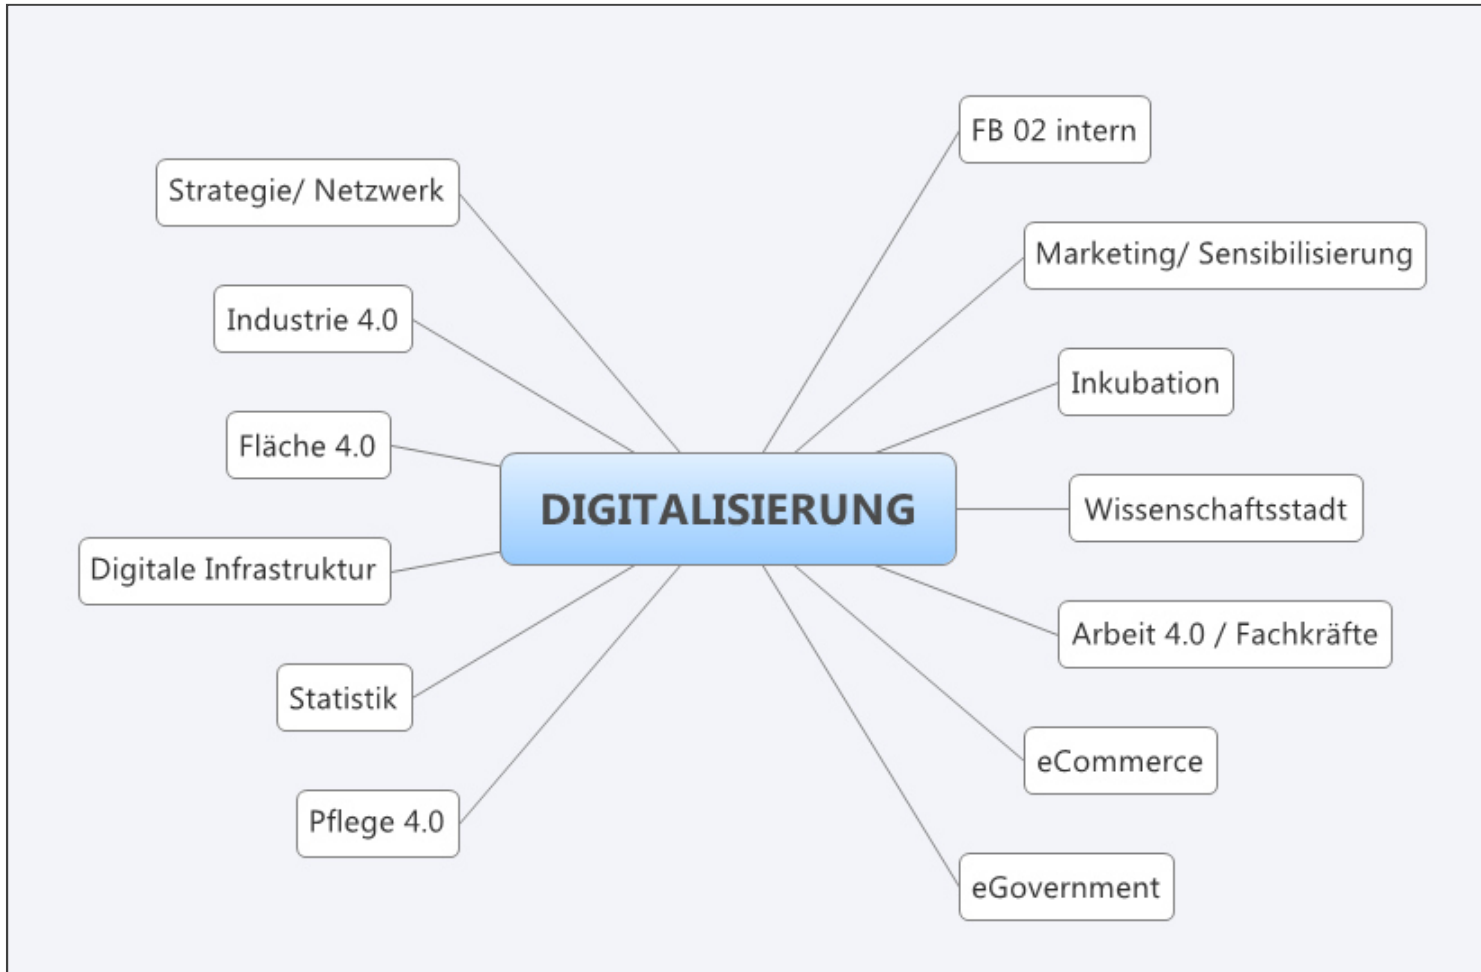 DIGITALISIERUNG
FB 02 intern
Marketing/ Sensibilisierung
Inkubation
Wissenschaftsstadt
Arbeit 4.0 / Fachkräfte
eCommerce
eGovernment
Strategie/ Netzwerk
Industrie 4.0
Fläche 4.0
Digitale Infrastruktur
Statistik
Pflege 4.0